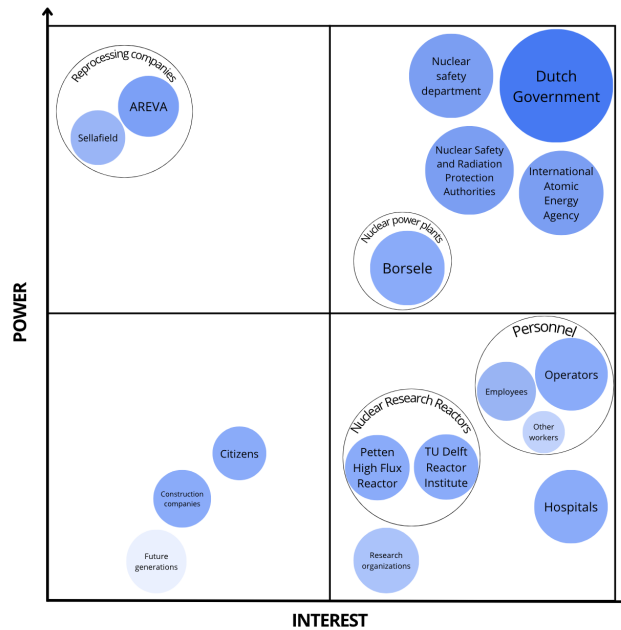 Reprocessing companies
AREVA
Sellafield
Nuclear
safety
department
Dutch
Government
Nuclear Safety
and Radiation
Protection
Authorities
International
Atomic
Energy
Agency
Nuclear power plants
Borsele
POWER
Personnel
Operators
Employees
Other
workers
Nuclear Research Reactors
Petten
High Flux
Reactor
TU Delft
Reactor
Institute
Citizens
Construction
companies
Future
generations
Hospitals
Research
organizations
INTEREST